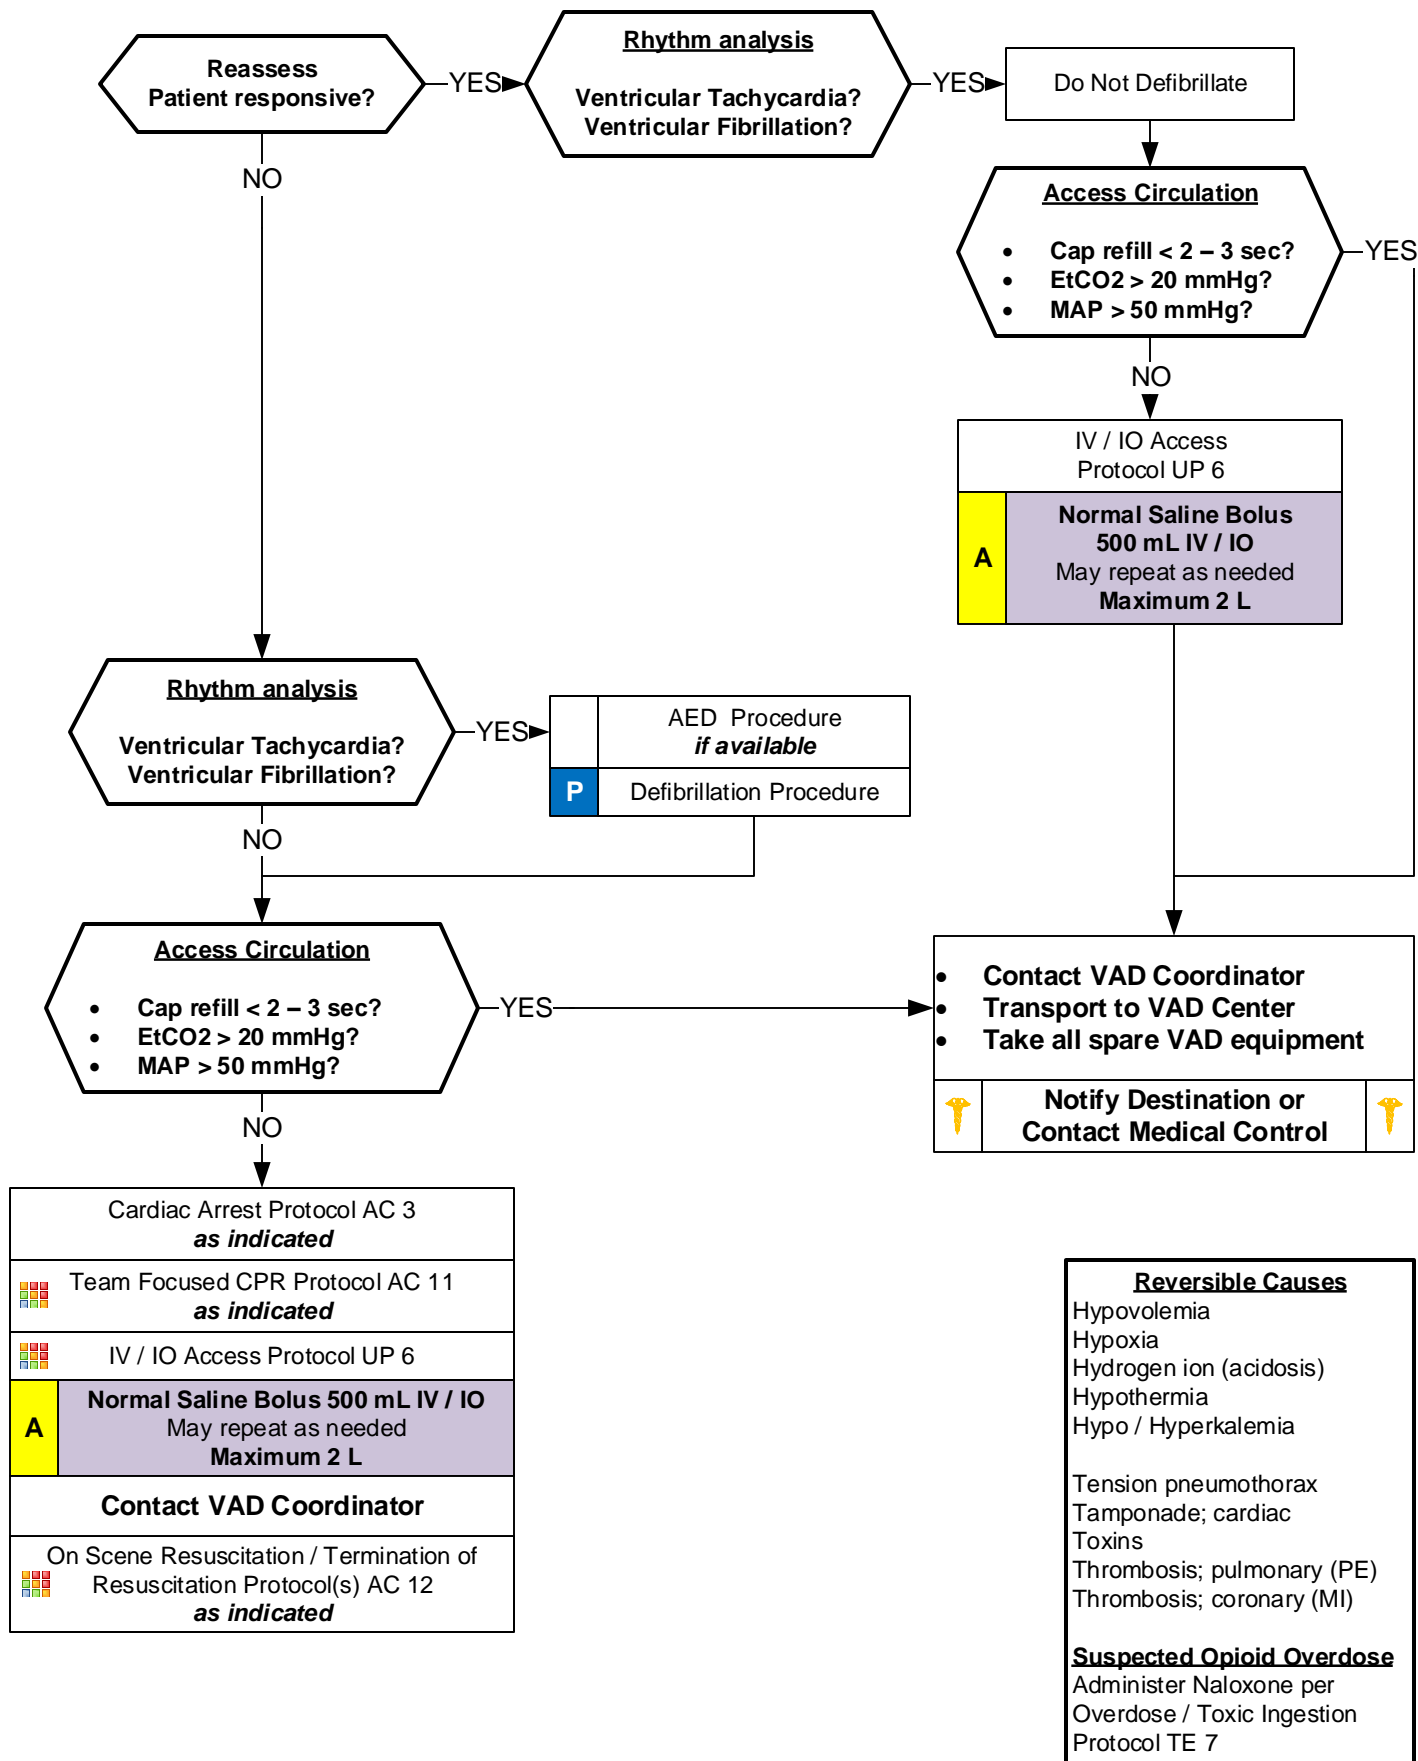 Reassess
Patient responsive?
YES
Rhythm analysis
Ventricular Tachycardia?
Ventricular Fibrillation?
YES
Do Not Defibrillate
NO
Access Circulation
• Cap refill < 2 – 3 sec?
• EtCO2 > 20 mmHg?
• MAP > 50 mmHg?
YES
NO
IV / IO Access
Protocol UP 6
A
Normal Saline Bolus
500 mL IV / IO
May repeat as needed
Maximum 2 L
Rhythm analysis
Ventricular Tachycardia?
Ventricular Fibrillation?
YES
AED Procedure
if available
P
Defibrillation Procedure
NO
Access Circulation
• Cap refill < 2 – 3 sec?
• EtCO2 > 20 mmHg?
• MAP > 50 mmHg?
YES
• Contact VAD Coordinator
• Transport to VAD Center
• Take all spare VAD equipment
Notify Destination or
Contact Medical Control
NO
Cardiac Arrest Protocol AC 3
as indicated
Team Focused CPR Protocol AC 11
as indicated
IV / IO Access Protocol UP 6
A
Normal Saline Bolus 500 mL IV / IO
May repeat as needed
Maximum 2 L
Contact VAD Coordinator
On Scene Resuscitation / Termination of
Resuscitation Protocol(s) AC 12
as indicated
Reversible Causes
Hypovolemia
Hypoxia
Hydrogen ion (acidosis)
Hypothermia
Hypo / Hyperkalemia
Tension pneumothorax
Tamponade; cardiac
Toxins
Thrombosis; pulmonary (PE)
Thrombosis; coronary (MI)
Suspected Opioid Overdose
Administer Naloxone per
Overdose / Toxic Ingestion
Protocol TE 7